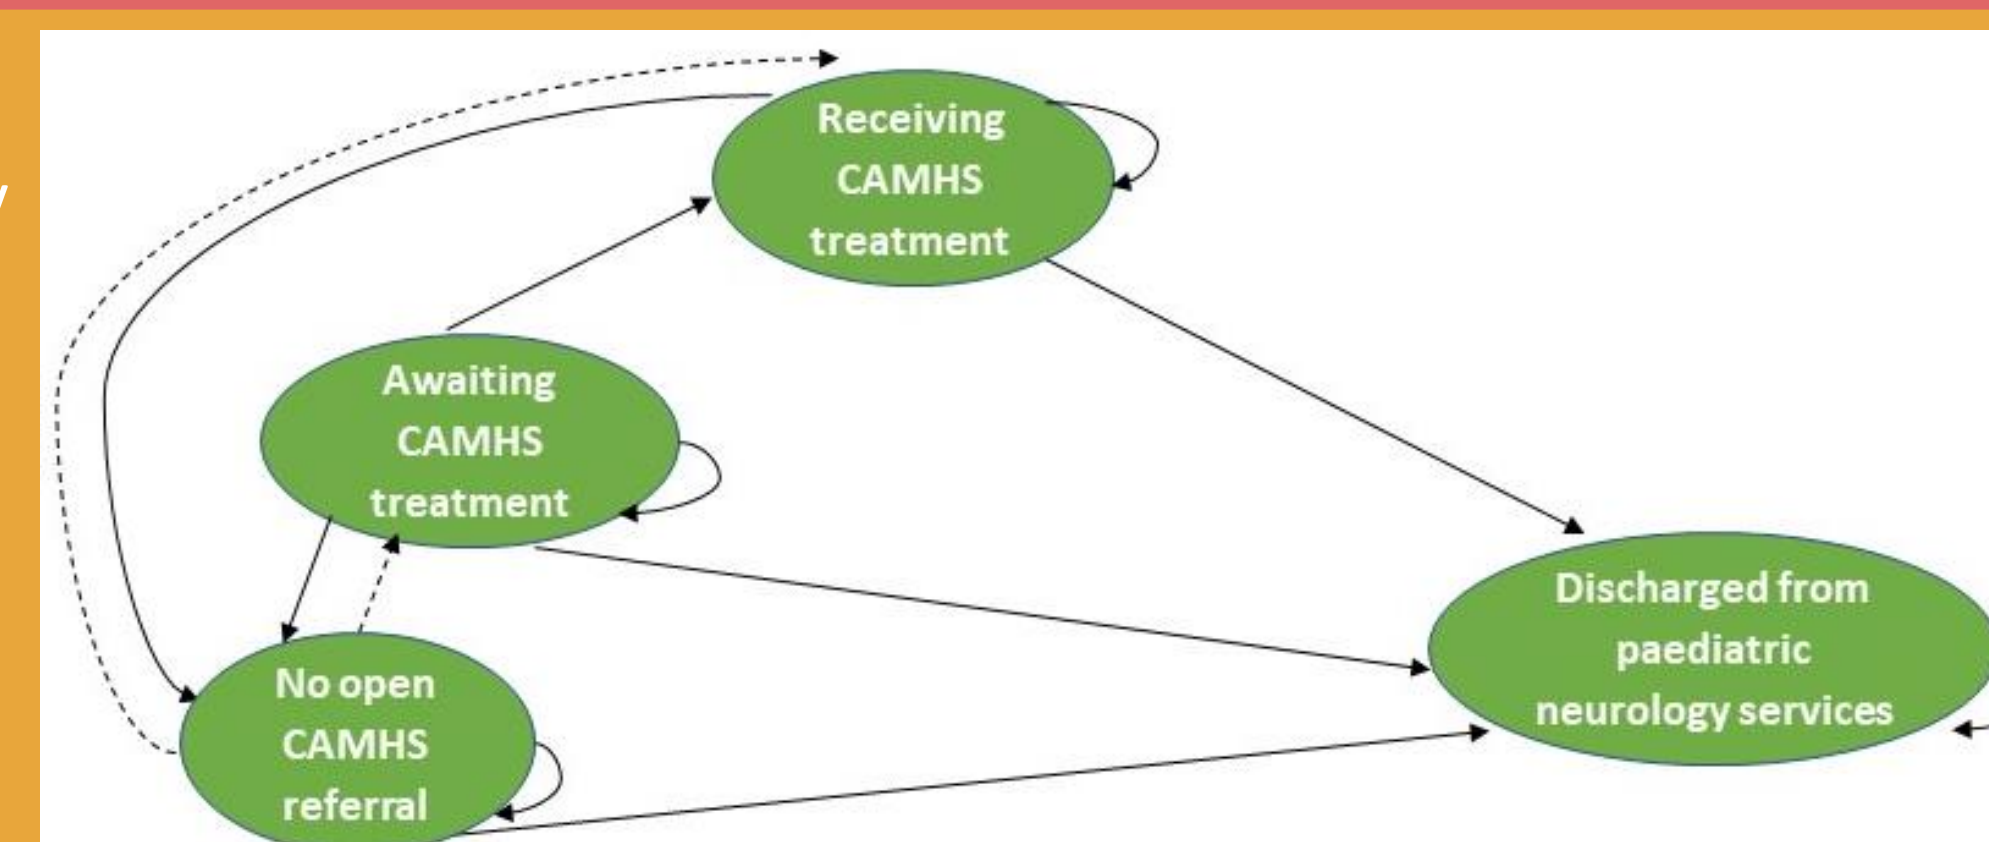 Receiving
CAMHS
treatment
Awaiting
CAMHS
treatment
Discharged from
paediatric
neurology services
No open
CAMHS
referral